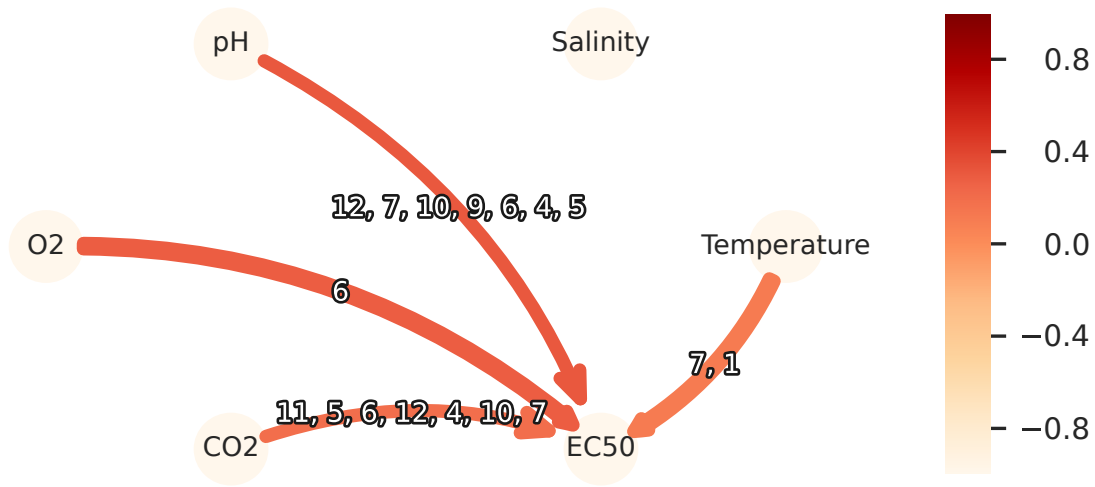 pH
Salinity
0.8
0.4
12, 7, 10, 9, 6, 4, 5
O2
Temperature
0.0
6
−0.4
7, 1
11, 5, 6, 12, 4, 10, 7
−0.8
CO2
EC50